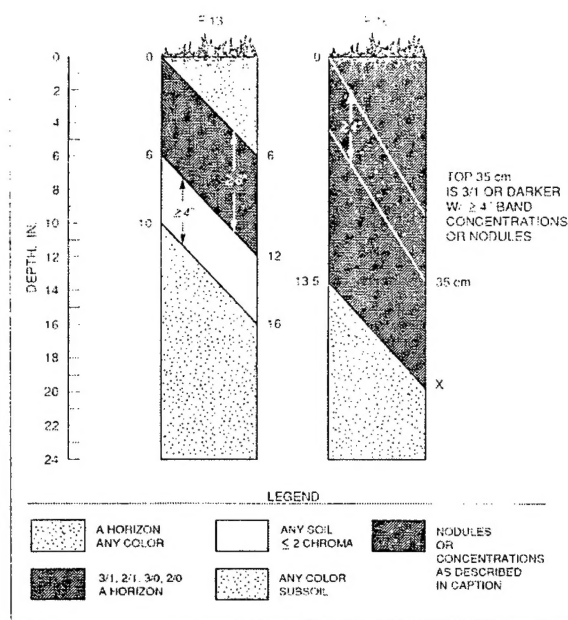 F 13
0
2
4
6
8
10
12
14
16
18
20
22
24
DEPTH, IN.
0
6
10
6
12
16
≥4"
0
13.5
35 cm
X
TOP 35 cm
IS 3/1 OR DARKER
W/ ≥ 4" BAND
CONCENTRATIONS
OR NODULES
LEGEND
A HORIZON
ANY COLOR
ANY SOIL
≤ 2 CHROMA
NODULES
OR
CONCENTRATIONS
AS DESCRIBED
IN CAPTION
3/1, 2/1, 3/0, 2/0
A HORIZON
ANY COLOR
SUBSOIL